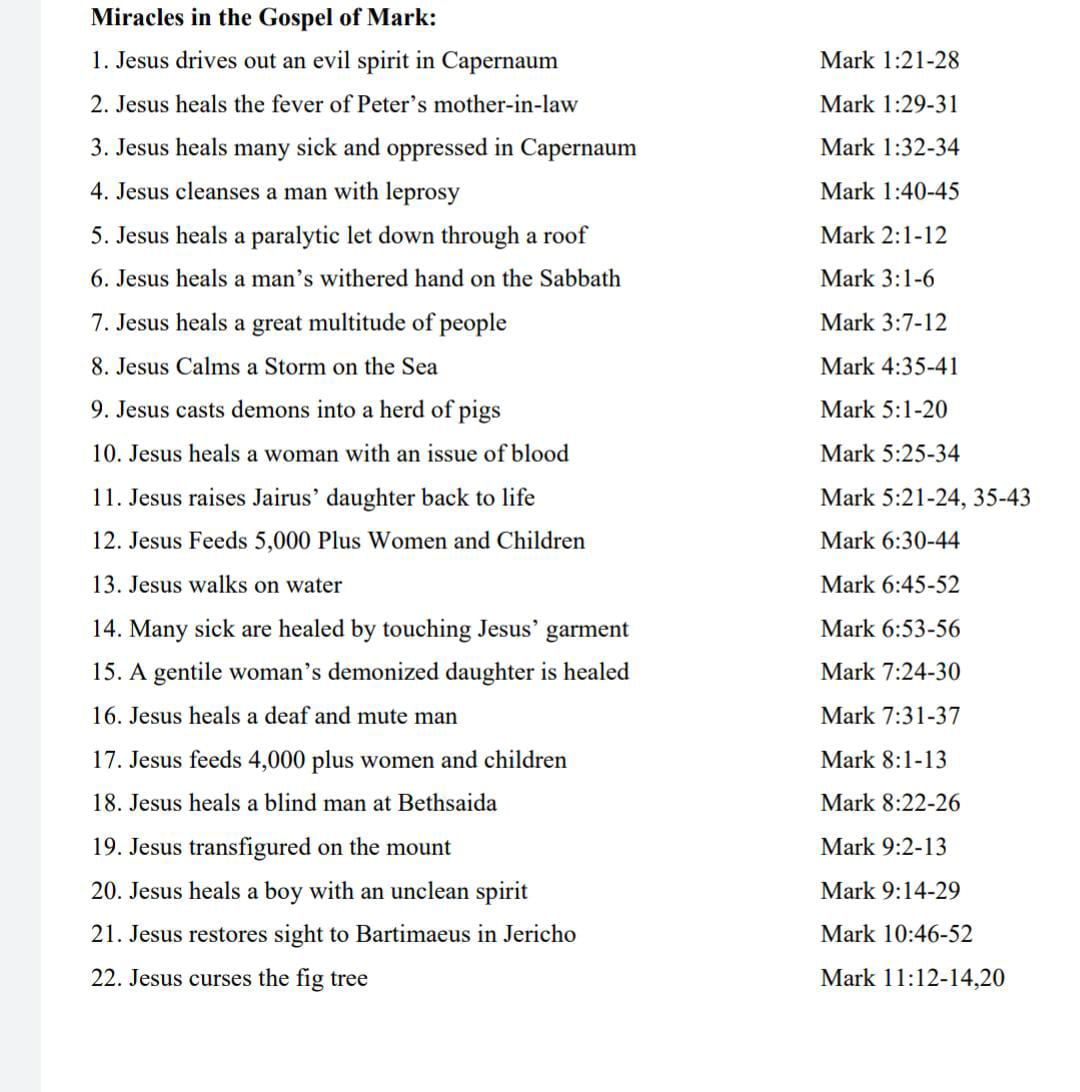 Miracles in the Gospel of Mark:
1. Jesus drives out an evil spirit in Capernaum Mark 1:21-28
2. Jesus heals the fever of Peter’s mother-in-law Mark 1:29-31
3. Jesus heals many sick and oppressed in Capernaum Mark 1:32-34
4. Jesus cleanses a man with leprosy Mark 1:40-45
5. Jesus heals a paralytic let down through a roof Mark 2:1-12
6. Jesus heals a man’s withered hand on the Sabbath Mark 3:1-6
7. Jesus heals a great multitude of people Mark 3:7-12
8. Jesus Calms a Storm on the Sea Mark 4:35-41
9. Jesus casts demons into a herd of pigs Mark 5:1-20
10. Jesus heals a woman with an issue of blood Mark 5:25-34
11. Jesus raises Jairus’ daughter back to life Mark 5:21-24, 35-43
12. Jesus Feeds 5,000 Plus Women and Children Mark 6:30-44
13. Jesus walks on water Mark 6:45-52
14. Many sick are healed by touching Jesus’ garment Mark 6:53-56
15. A gentile woman’s demonized daughter is healed Mark 7:24-30
16. Jesus heals a deaf and mute man Mark 7:31-37
17. Jesus feeds 4,000 plus women and children Mark 8:1-13
18. Jesus heals a blind man at Bethsaida Mark 8:22-26
19. Jesus transfigured on the mount Mark 9:2-13
20. Jesus heals a boy with an unclean spirit Mark 9:14-29
21. Jesus restores sight to Bartimaeus in Jericho Mark 10:46-52
22. Jesus curses the fig tree Mark 11:12-14,20